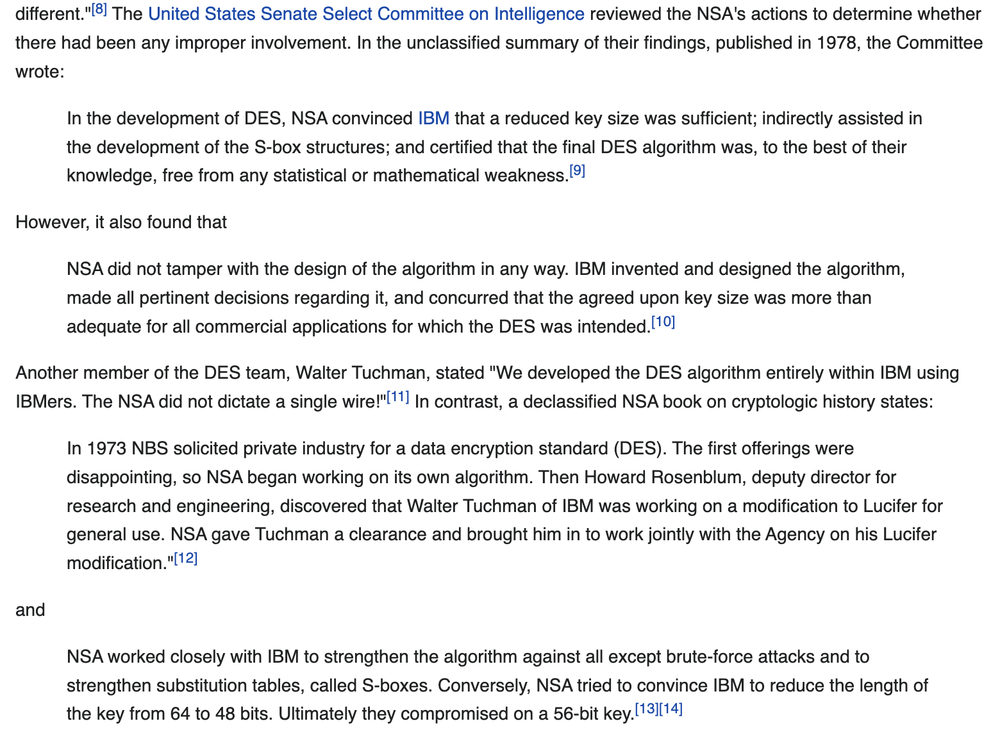 different."[8] The United States Senate Select Committee on Intelligence reviewed the NSA's actions to determine whether
there had been any improper involvement. In the unclassified summary of their findings, published in 1978, the Committee
wrote:
In the development of DES, NSA convinced IBM that a reduced key size was sufficient; indirectly assisted in
the development of the S-box structures; and certified that the final DES algorithm was, to the best of their
knowledge, free from any statistical or mathematical weakness.[9]
However, it also found that
NSA did not tamper with the design of the algorithm in any way. IBM invented and designed the algorithm,
made all pertinent decisions regarding it, and concurred that the agreed upon key size was more than
adequate for all commercial applications for which the DES was intended.[10]
Another member of the DES team, Walter Tuchman, stated "We developed the DES algorithm entirely within IBM using
IBMers. The NSA did not dictate a single wire!"[11] In contrast, a declassified NSA book on cryptologic history states:
In 1973 NBS solicited private industry for a data encryption standard (DES). The first offerings were
disappointing, so NSA began working on its own algorithm. Then Howard Rosenblum, deputy director for
research and engineering, discovered that Walter Tuchman of IBM was working on a modification to Lucifer for
general use. NSA gave Tuchman a clearance and brought him in to work jointly with the Agency on his Lucifer
modification."[12]
and
NSA worked closely with IBM to strengthen the algorithm against all except brute-force attacks and to
strengthen substitution tables, called S-boxes. Conversely, NSA tried to convince IBM to reduce the length of
the key from 64 to 48 bits. Ultimately they compromised on a 56-bit key.[13][14]